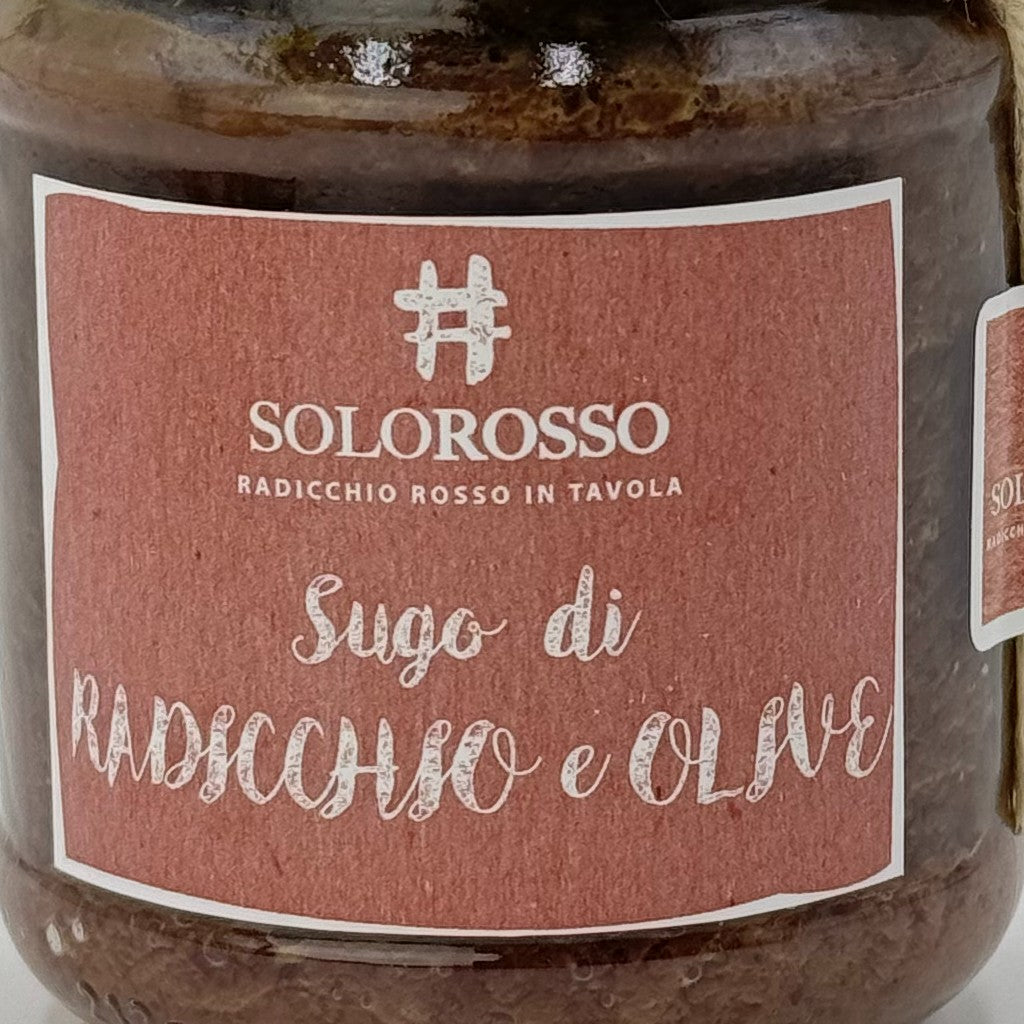 #
SOLOROSSO
RADICCHIO ROSSO IN TAVOLA
Sugo di
RADICCHIO e OLIVE